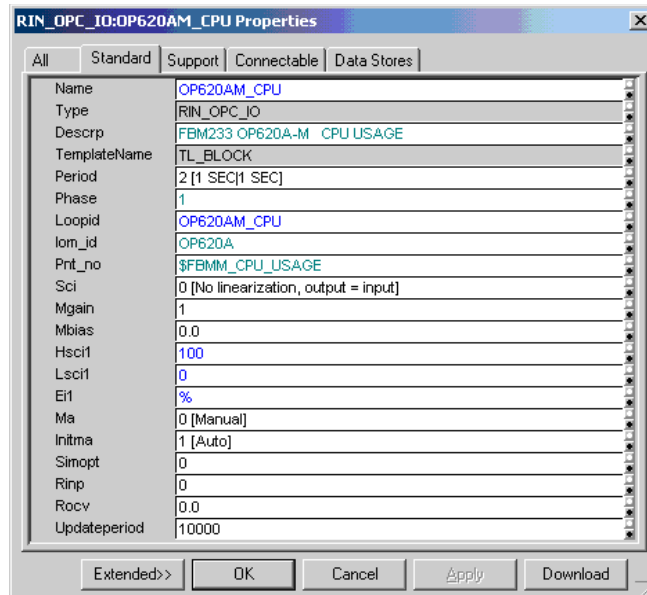 RIN_OPC_IO:OP620AM_CPU Properties
All Standard Support Connectable Data Stores
Name OP620AM_CPU
Type RIN_OPC_IO
Descrp FBM233 OP620A-M CPU USAGE
TemplateName TL_BLOCK
Period 2 [1 SEC|1 SEC]
Phase 1
Loopid OP620AM_CPU
Iom_id OP620A
Pnt_no $FBMM_CPU_USAGE
Sci 0 [No linearization, output = input]
Mgain 1
Mbias 0.0
Hsci1 100
Lsci1 0
Ei1 %
Ma 0 [Manual]
Initma 1 [Auto]
Simopt 0
Rinp 0
Rocv 0.0
Updateperiod 10000
Extended>> OK Cancel Apply Download